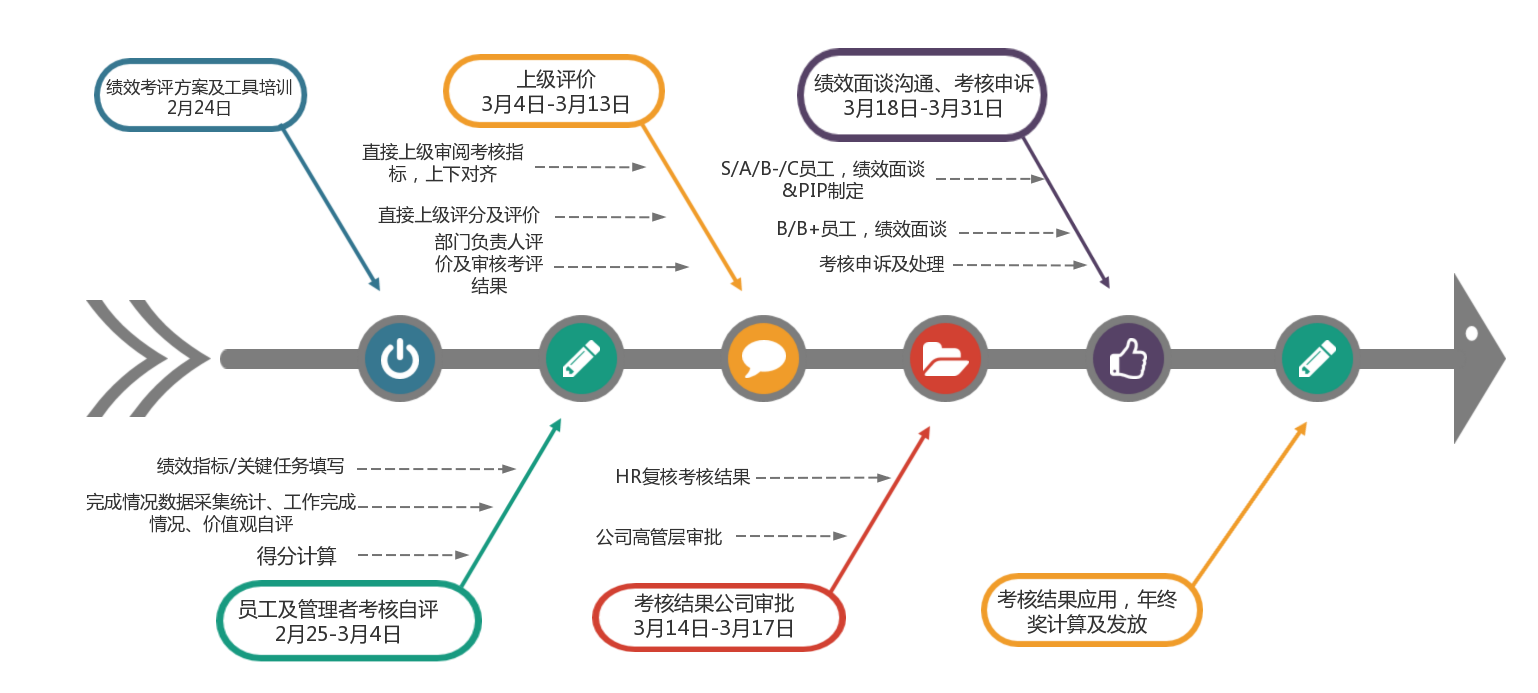 绩效考评方案及工具培训
2月24日
上级评价
3月4日-3月13日
直接上级审阅考核指
标，上下对齐
直接上级评分及评价
部门负责人评
价及审核考评
结果
绩效面谈沟通、考核申诉
3月18日-3月31日
S/A/B-/C员工，绩效面谈
&PIP制定
B/B+员工，绩效面谈
考核申诉及处理
绩效指标/关键任务填写
完成情况数据采集统计、工作完成
情况、价值观自评
得分计算
员工及管理者考核自评
2月25-3月4日
HR复核考核结果
公司高管层审批
考核结果公司审批
3月14日-3月17日
考核结果应用，年终
奖计算及发放